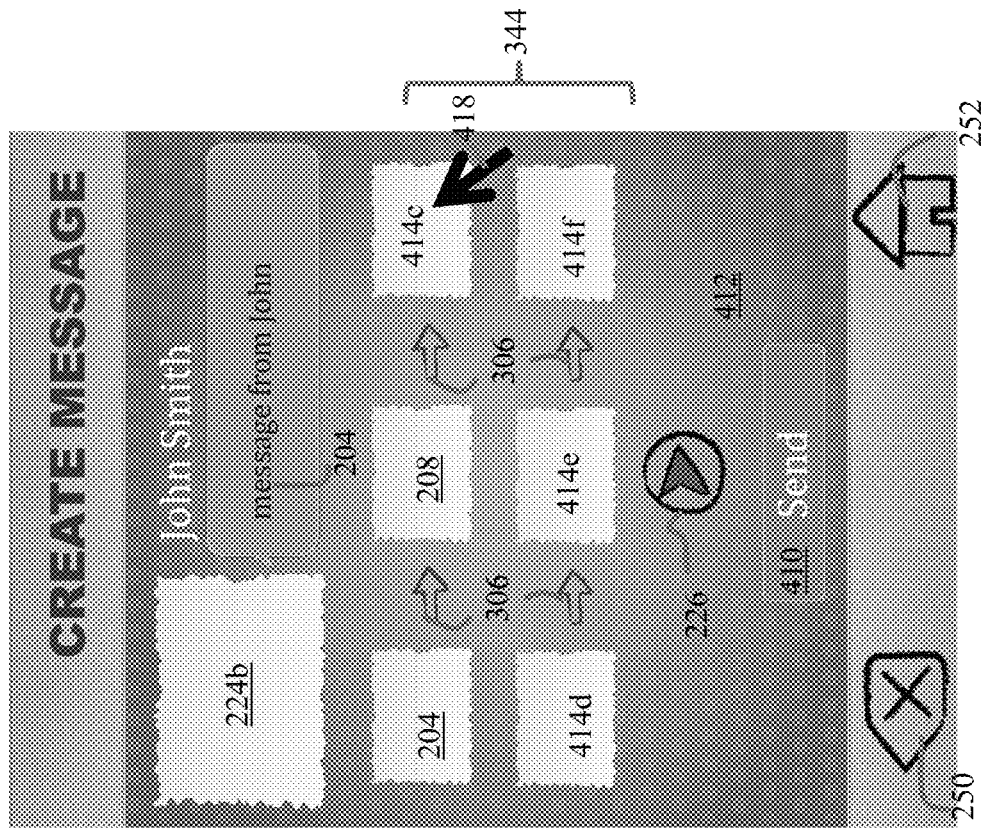 CREATE MESSAGE
224b
John Smith
message from John
204
204
208
414c
418
306
306
344
414d
414e
414f
226
412
410
Send
250
252